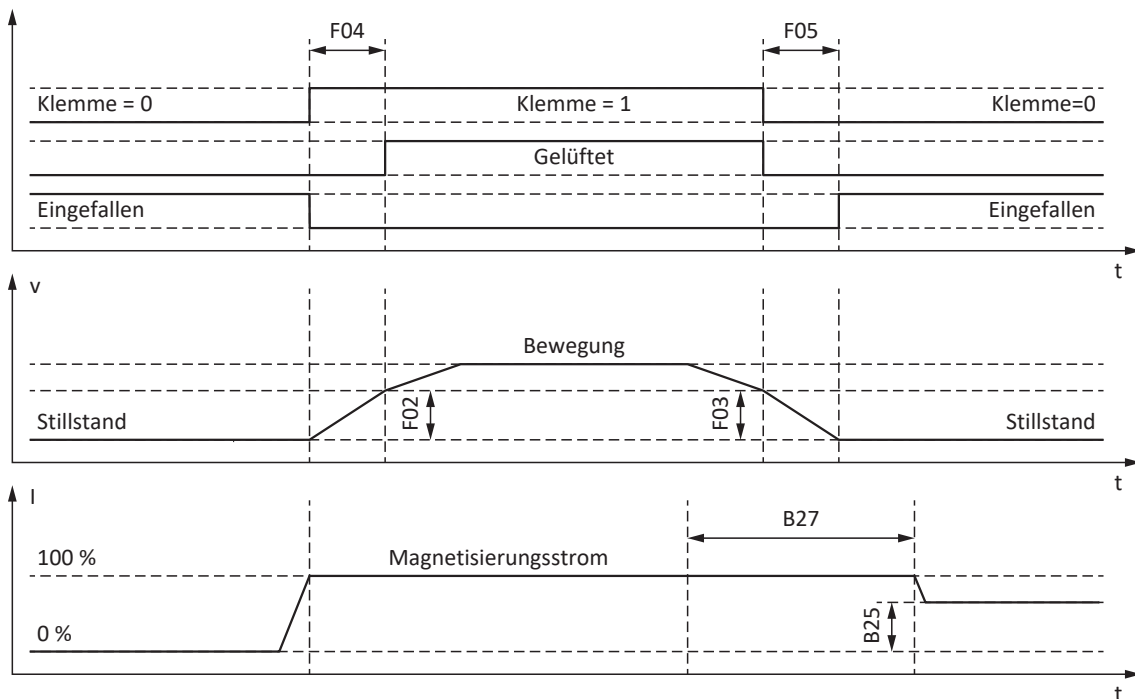 F04 F05
Klemme = 0 Klemme = 1 Klemme=0
Gelüftet
Eingefallen Eingefallen
t
v
Bewegung
F02 F03
Stillstand Stillstand
t
I
B27
100 % Magnetisierungsstrom
B25
0 %
t